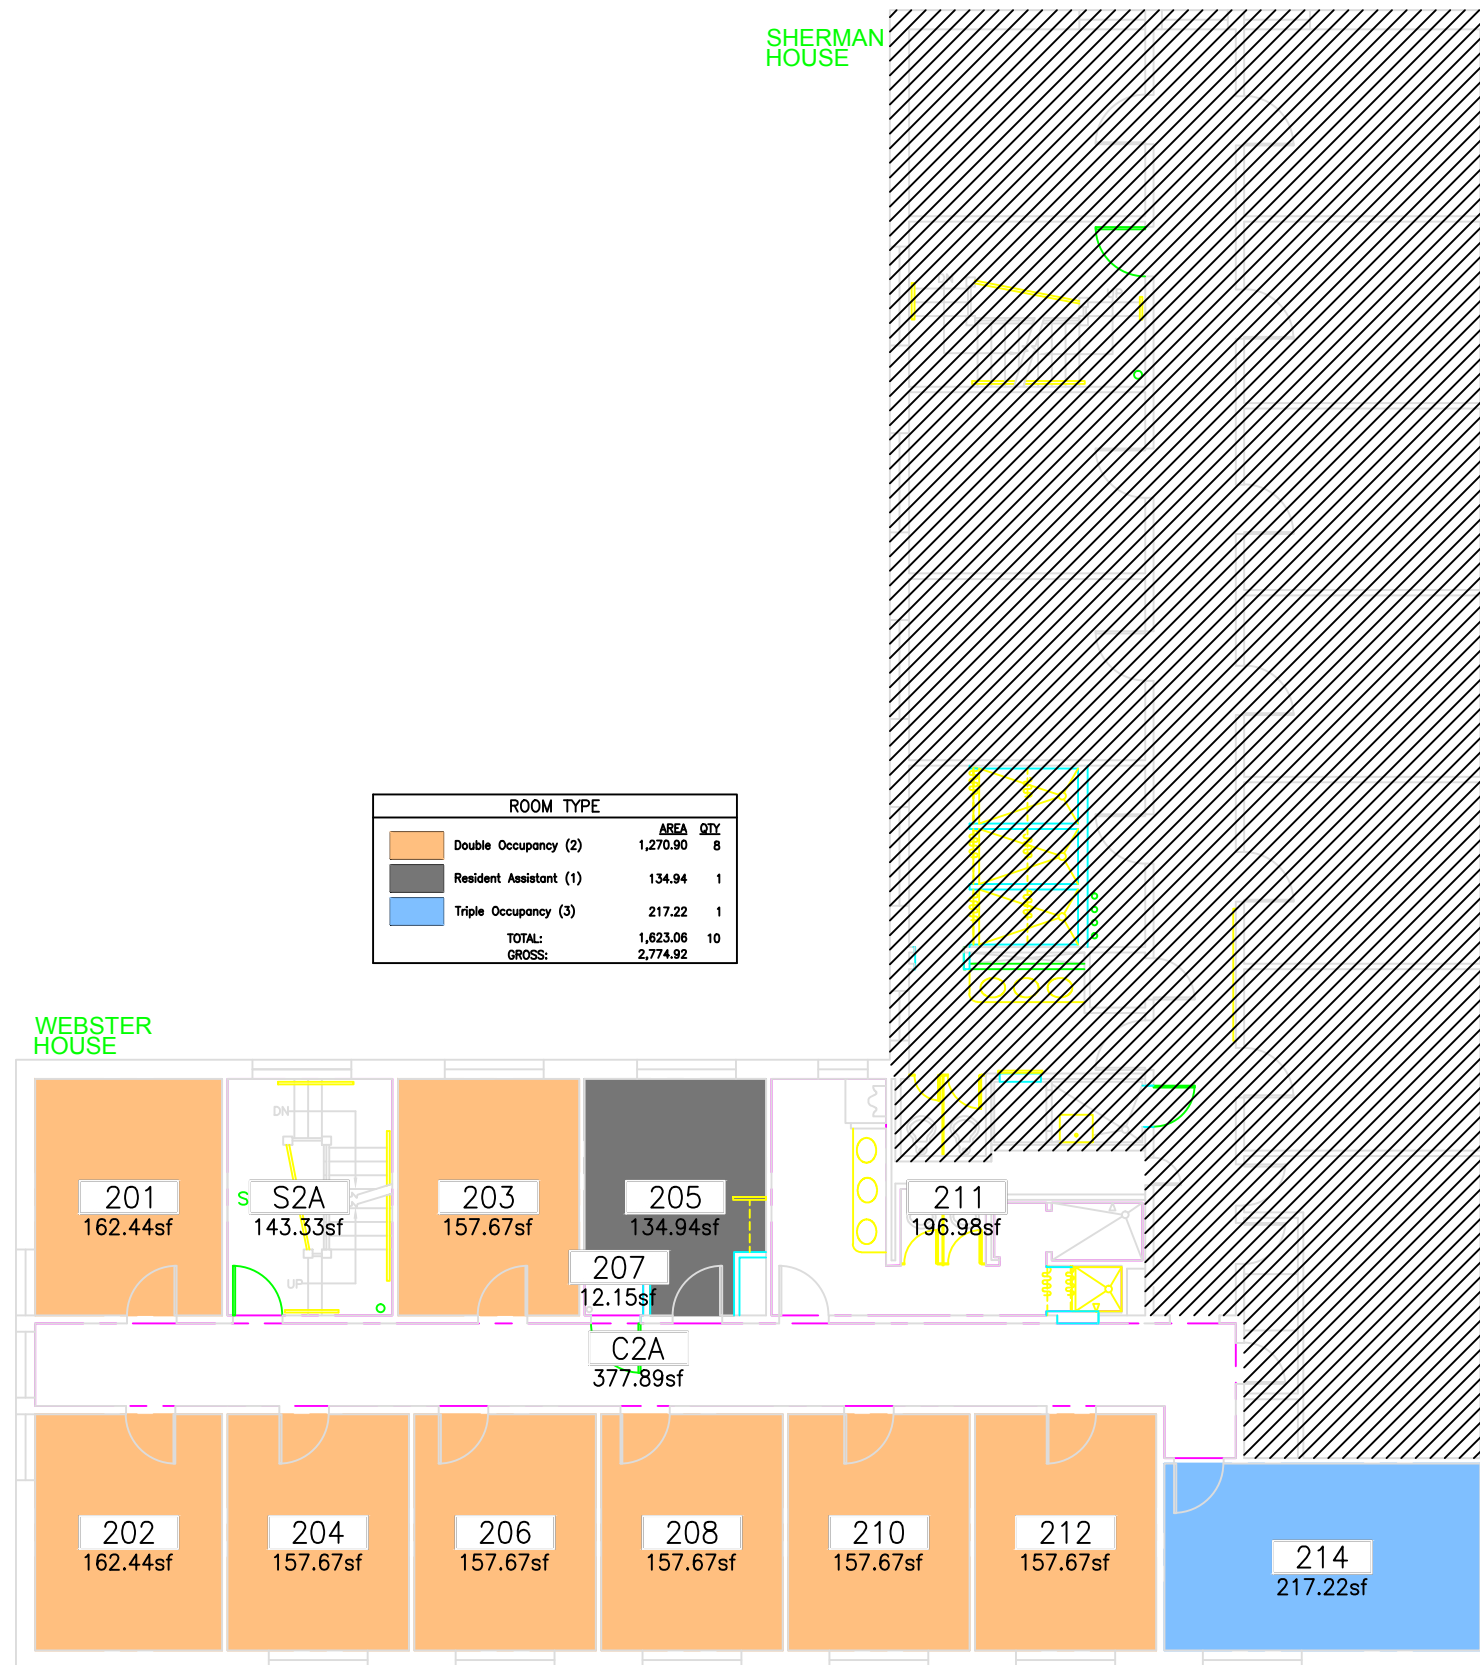 SHERMAN
HOUSE
ROOM TYPE
AREA QTY
Double Occupancy (2) 1,270.90 8
Resident Assistant (1) 134.94 1
Triple Occupancy (3) 217.22 1
TOTAL: 1,623.06 10
GROSS: 2,774.92
WEBSTER
HOUSE
DN
201
162.44sf
S
S2A
143.33sf
203
157.67sf
205
134.94sf
211
196.98sf
UP
207
12.15sf
C2A
377.89sf
202
162.44sf
204
157.67sf
206
157.67sf
208
157.67sf
210
157.67sf
212
157.67sf
214
217.22sf